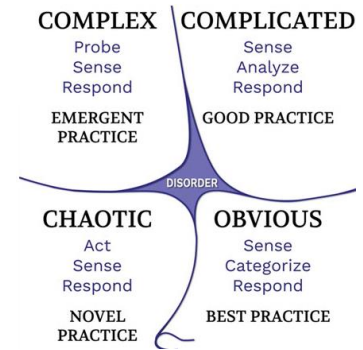 COMPLEX
Probe
Sense
Respond
EMERGENT
PRACTICE
COMPLICATED
Sense
Analyze
Respond
GOOD PRACTICE
DISORDER
CHAOTIC
Act
Sense
Respond
NOVEL
PRACTICE
OBVIOUS
Sense
Categorize
Respond
BEST PRACTICE